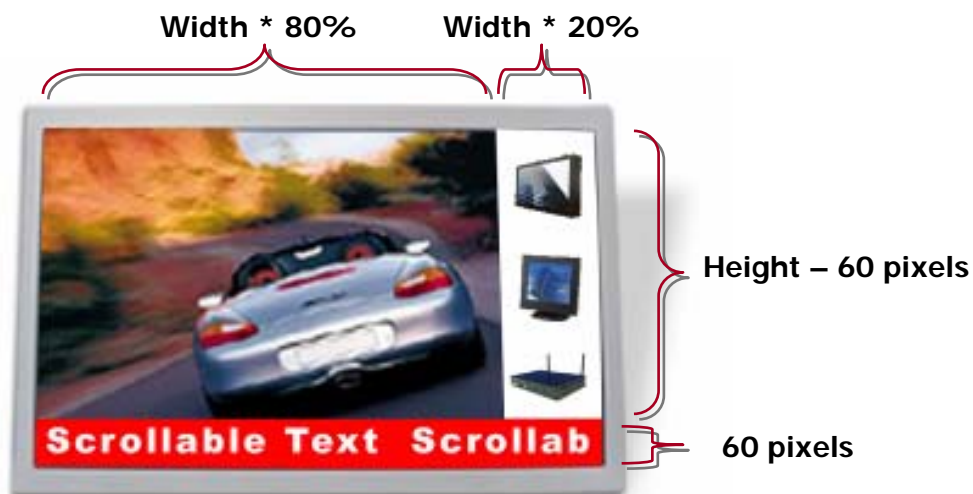 Width * 80%
Width * 20%
Height – 60 pixels
Scrollable Text Scrollab
60 pixels